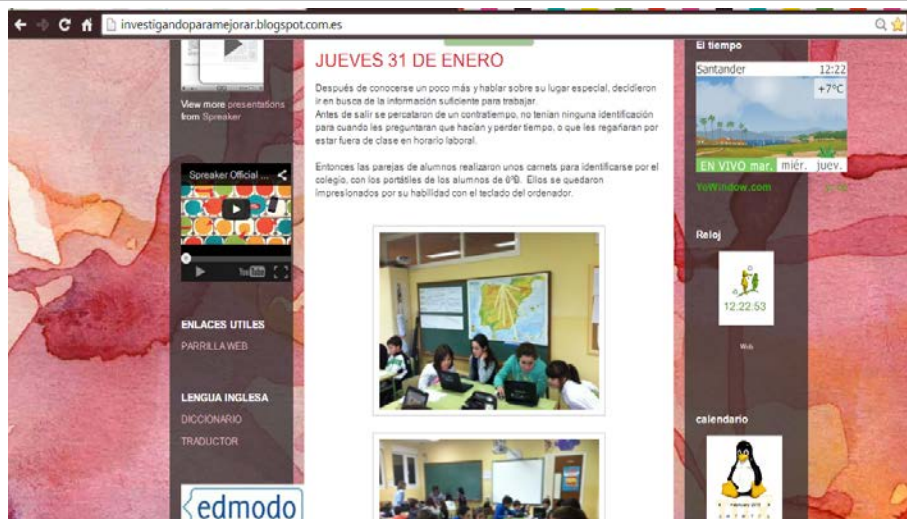 investigandoparamejorar.blogspot.com.es
View more presentations
from Spreaker
Spreaker Official ...
YouTube
ENLACES UTILES
PARRILLA WEB
LENGUA INGLESA
DICCIONARIO
TRADUCTOR
edmodo
JUEVES 31 DE ENERO
Después de conocerse un poco más y hablar sobre su lugar especial, decidieron
ir en busca de la información suficiente para trabajar.
Antes de salir se percataron de un contratiempo, no tenían ninguna identificación
para cuando les preguntaran que hacían y perder tiempo, o que les regañaran por
estar fuera de clase en horario laboral.
Entonces las parejas de alumnos realizaron unos carnets para identificarse por el
colegio, con los portátiles de los alumnos de 6ºB. Ellos se quedaron
impresionados por su habilidad con el teclado del ordenador.
El tiempo
Santander 12:22
+7°C
EN VIVO mar. miér. juev.
YoWindow.com
Reloj
12:22:53
Web
calendario